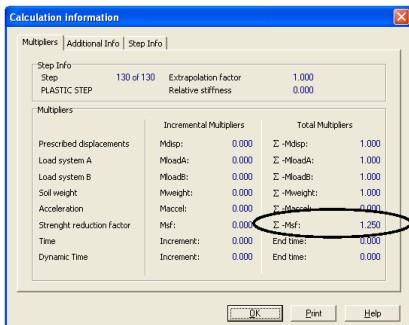 Calculation information
Multipliers Additional Info Step Info
Step Info
Step 130 of 130 Extrapolation factor 1.000
PLASTIC STEP Relative stiffness 0.000
Multipliers
Incremental Multipliers Total Multipliers
Prescribed displacements Mdisp: 0.000 Σ -Mdisp: 1.000
Load system A MloadA: 0.000 Σ -MloadA: 1.000
Load system B MloadB: 0.000 Σ -MloadB: 1.000
Soil weight Mweight: 0.000 Σ -Mweight: 1.000
Acceleration Maccel: 0.000 Σ -Maccel: 0.000
Strenght reduction factor Msf: 0.000 Σ -Msf: 1.250
Time Increment: 0.000 End time: 0.000
Dynamic Time Increment: 0.000 End time: 0.000
OK Print Help